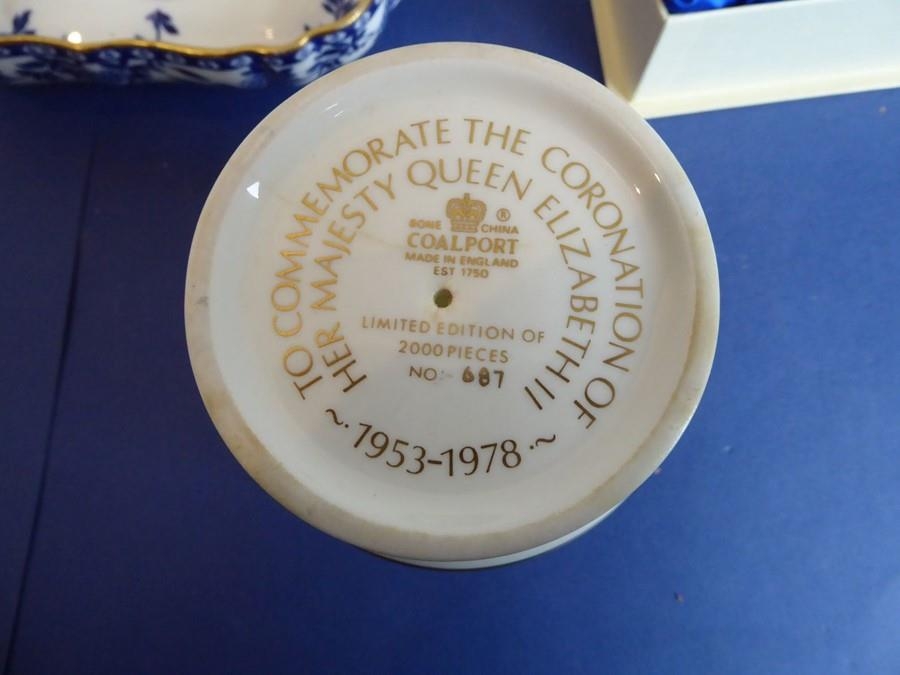 TO COMMEMORATE THE CORONATION OF
HER MAJESTY QUEEN ELIZABETH II
BONE CHINA ®
COALPORT
MADE IN ENGLAND
EST 1750
LIMITED EDITION OF
2000 PIECES
NO:- 687
~·1953-1978·~